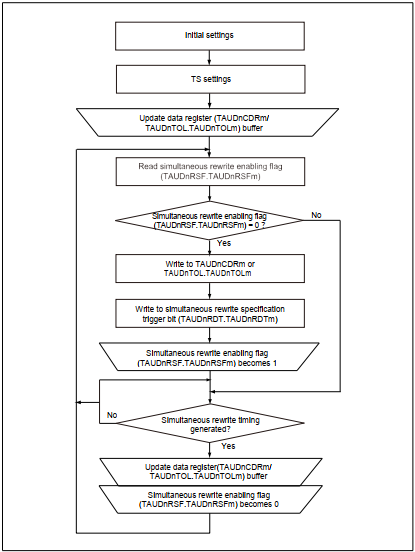 Initial settings
TS settings
Update data register (TAUDnCDRm/
TAUDnTOL.TAUDnTOLm) buffer
Read simultaneous rewrite enabling flag
(TAUDnRSF.TAUDnRSFm)
Simultaneous rewrite enabling flag
(TAUDnRSF.TAUDnRSFm) = 0 ?
No
Yes
Write to TAUDnCDRm or
TAUDnTOL.TAUDnTOLm
Write to simultaneous rewrite specification
trigger bit (TAUDnRDT.TAUDnRDTm)
Simultaneous rewrite enabling flag
(TAUDnRSF.TAUDnRSFm) becomes 1
Simultaneous rewrite timing
generated?
No
Yes
Update data register(TAUDnCDRm/
TAUDnTOL.TAUDnTOLm) buffer
Simultaneous rewrite enabling flag
(TAUDnRSF.TAUDnRSFm) becomes 0